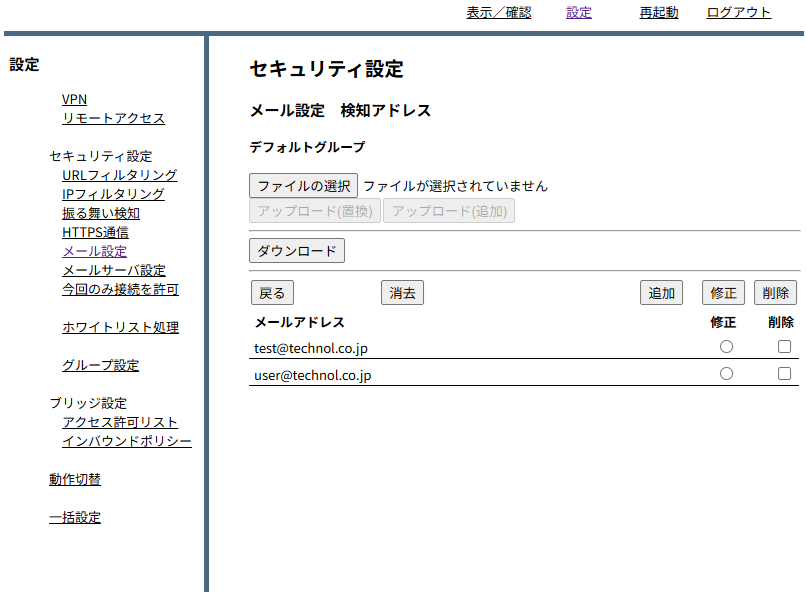 表示／確認 設定 再起動 ログアウト
設定
VPN
リモートアクセス
セキュリティ設定
URLフィルタリング
IPフィルタリング
振る舞い検知
HTTPS通信
メール設定
メールサーバ設定
今回のみ接続を許可
ホワイトリスト処理
グループ設定
ブリッジ設定
アクセス許可リスト
インバウンドポリシー
動作切替
一括設定
セキュリティ設定
メール設定　検知アドレス
デフォルトグループ
ファイルの選択 ファイルが選択されていません
アップロード(置換) アップロード(追加)
ダウンロード
戻る 消去 追加 修正 削除
メールアドレス 修正 削除
test@technol.co.jp
user@technol.co.jp